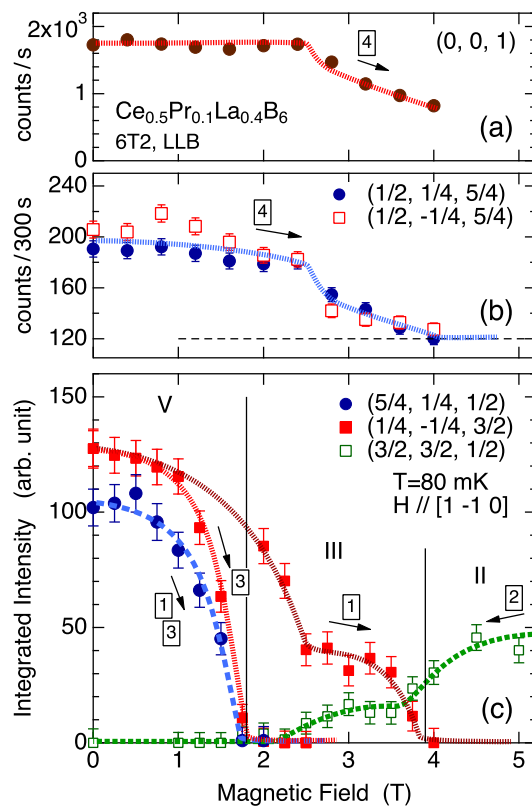 2x10³
1
0
counts / s
4
(0, 0, 1)
Ce0.5Pr0.1La0.4B6
6T2, LLB
(a)
240
200
160
120
counts / 300 s
4
(1/2, 1/4, 5/4)
(1/2, -1/4, 5/4)
(b)
150
100
50
0
Integrated Intensity (arb. unit)
V
(5/4, 1/4, 1/2)
(1/4, -1/4, 3/2)
(3/2, 3/2, 1/2)
T=80 mK
H // [1 -1 0]
III
II
1
3
3
1
2
(c)
0 1 2 3 4 5
Magnetic Field (T)